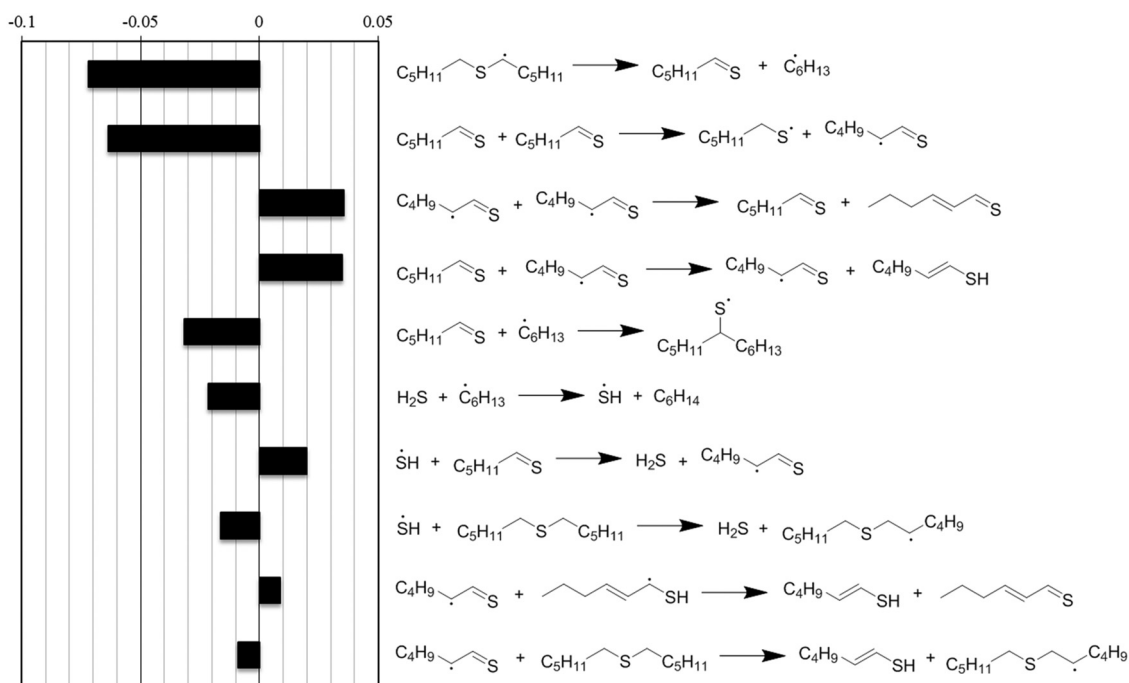 -0.1 -0.05 0 0.05
C5H11 S C5H11 C5H11 S + C6H13
C5H11 S + C5H11 S C5H11 S + C4H9 S
C4H9 S + C4H9 S C5H11 S + S
C5H11 S + C4H9 S C4H9 S + C4H9 SH
C5H11 S + C6H13 S C5H11 C6H13
H2S + C6H13 SH + C6H14
SH + C5H11 S H2S + C4H9 S
SH + C5H11 S C5H11 H2S + C5H11 S C4H9
C4H9 S + SH C4H9 SH + S
C4H9 S + C5H11 S C5H11 C4H9 SH + C5H11 S C4H9